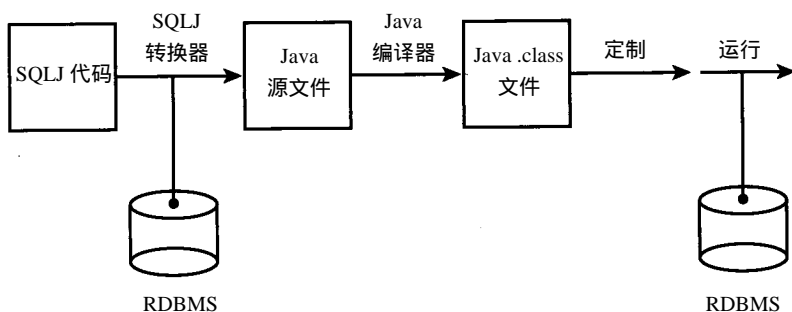 SQLJ
转换器
Java
编译器
定制
运行
SQLJ 代码
Java
源文件
Java .class
文件
RDBMS
RDBMS